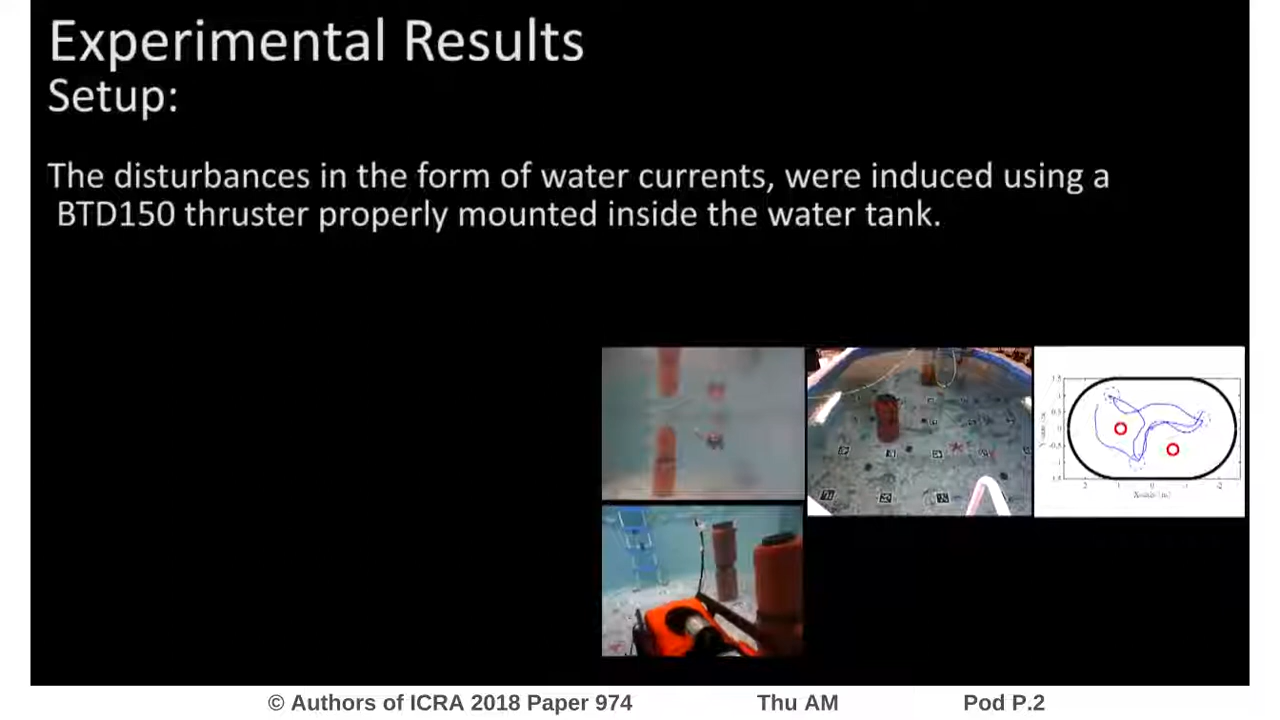 Experimental Results
Setup:
The disturbances in the form of water currents, were induced using a
BTD150 thruster properly mounted inside the water tank.
© Authors of ICRA 2018 Paper 974 Thu AM Pod P.2